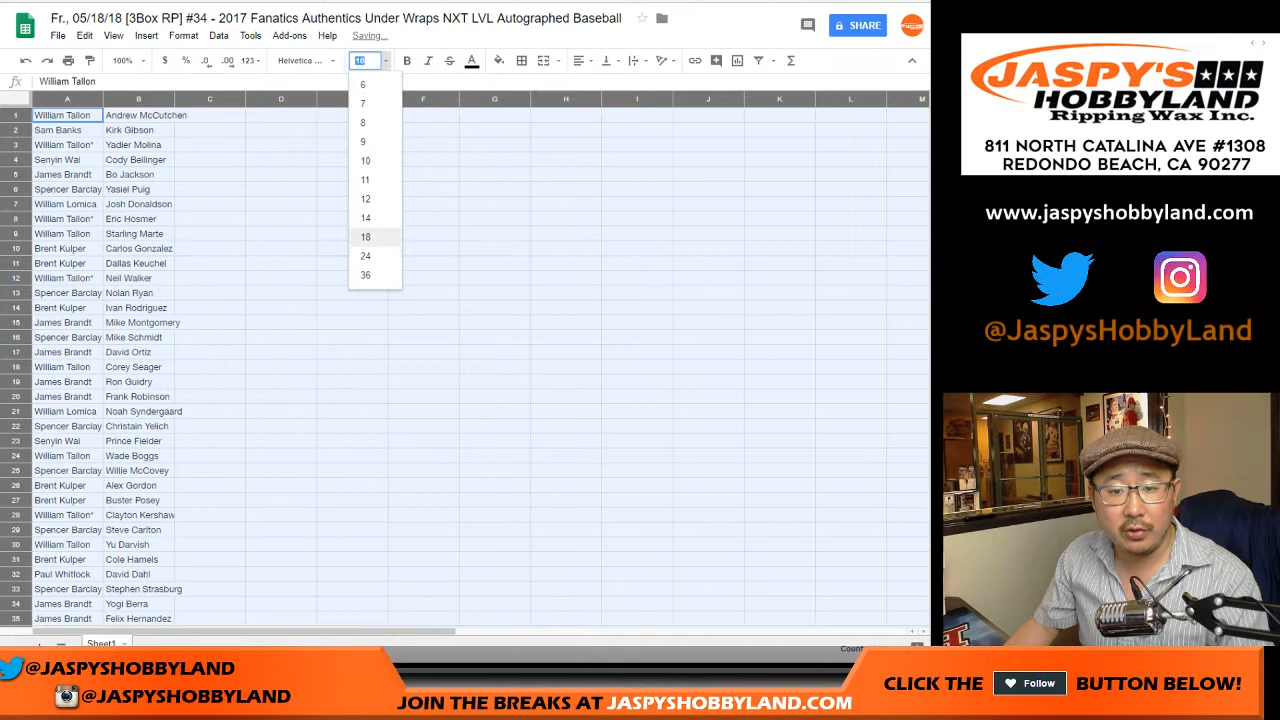 Fr., 05/18/18 [3Box RP] #34 - 2017 Fanatics Authentics Under Wraps NXT LVL Autographed Baseball
SHARE
File Edit View Insert Format Data Tools Add-ons Help Saving...
100% $ % .0 .00 123 Helvetica ... 10 B I S A
fx William Tallon
A B C D F G H I J K L M
1 William Tallon Andrew McCutchen
2 Sam Banks Kirk Gibson
3 William Tallon* Yadier Molina
4 Senyin Wai Cody Bellinger
5 James Brandt Bo Jackson
6 Spencer Barclay Yasiel Puig
7 William Lomica Josh Donaldson
8 William Tallon* Eric Hosmer
9 William Tallon Starling Marte
10 Brent Kulper Carlos Gonzalez
11 Brent Kulper Dallas Keuchel
12 William Tallon* Neil Walker
13 Spencer Barclay Nolan Ryan
14 Brent Kulper Ivan Rodriguez
15 James Brandt Mike Montgomery
16 Spencer Barclay Mike Schmidt
17 James Brandt David Ortiz
18 William Tallon Corey Seager
19 James Brandt Ron Guidry
20 James Brandt Frank Robinson
21 William Lomica Noah Syndergaard
22 Spencer Barclay Christain Yelich
23 Senyin Wai Prince Fielder
24 William Tallon Wade Boggs
25 Spencer Barclay Willie McCovey
26 Brent Kulper Alex Gordon
27 Brent Kulper Buster Posey
28 William Tallon* Clayton Kershaw
29 Spencer Barclay Steve Carlton
30 William Tallon Yu Darvish
31 Brent Kulper Cole Hamels
32 Paul Whitlock David Dahl
33 Spencer Barclay Stephen Strasburg
34 James Brandt Yogi Berra
35 James Brandt Felix Hernandez
6
7
8
9
10
11
12
14
18
24
36
Sheet1
JASPY'S
HOBBYLAND
Ripping Wax Inc.
811 NORTH CATALINA AVE #1308
REDONDO BEACH, CA 90277
www.jaspyshobbyland.com
@JaspysHobbyLand
@JASPYSHOBBYLAND
@JASPYSHOBBYLAND
JOIN THE BREAKS AT JASPYSHOBBYLAND.COM
CLICK THE Follow BUTTON BELOW!